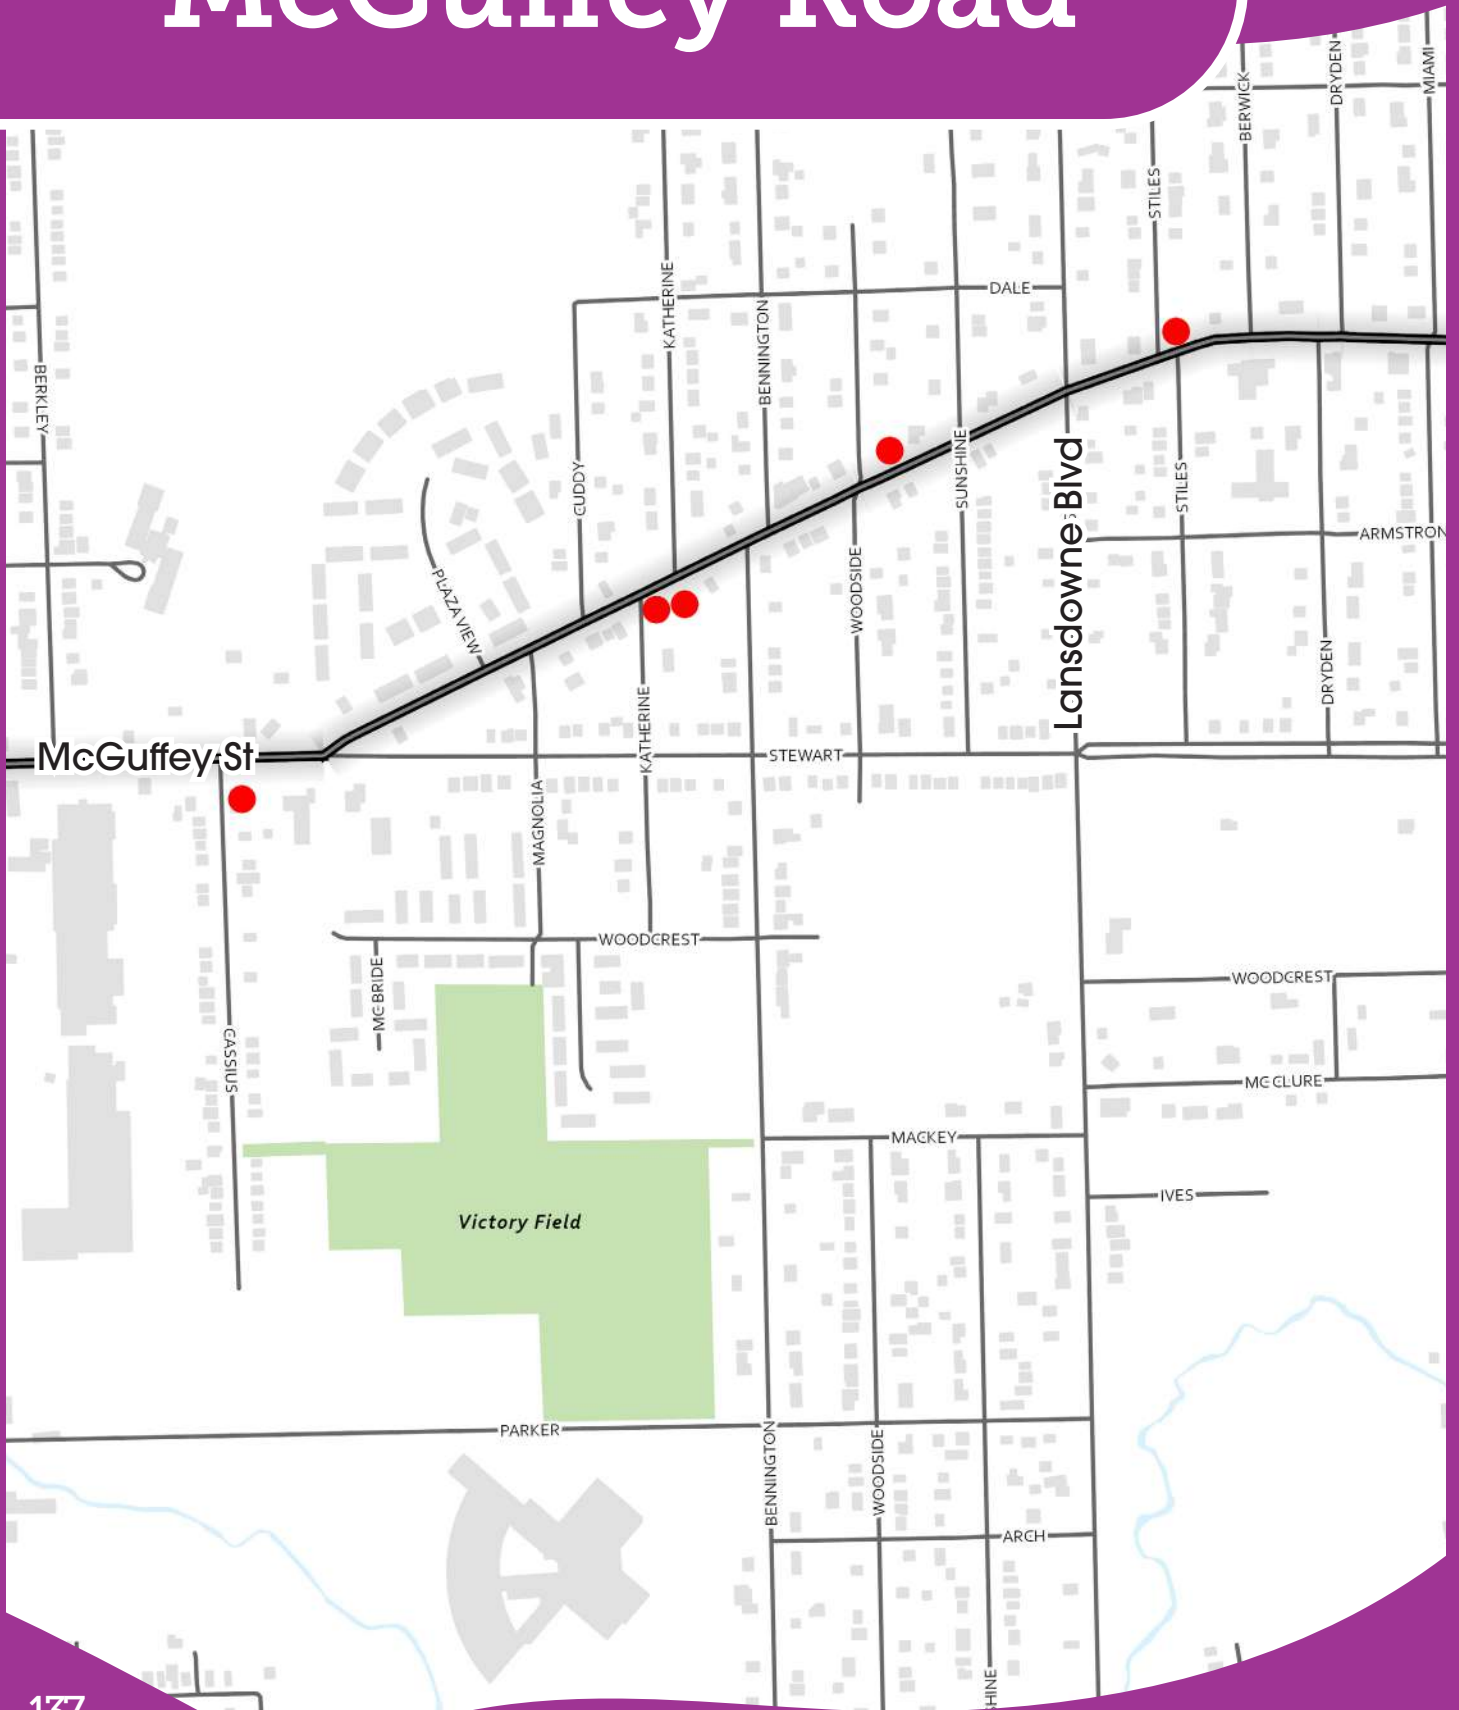 McGuffey Road
MIAMI
DRYDEN
BERWICK
STILES
KATHERINE
DALE
BENNINGTON
BERKLEY
CUDDY
SUNSHINE
Lansdowne Blvd
STILES
ARMSTRON
WOODSIDE
PLAZA VIEW
DRYDEN
KATHERINE
McGuffey St
STEWART
MAGNOLIA
WOODCREST
MCBRIDE
WOODCREST
CASSIUS
MCCLURE
MACKEY
IVES
Victory Field
PARKER
BENNINGTON
WOODSIDE
ARCH
SHINE
137